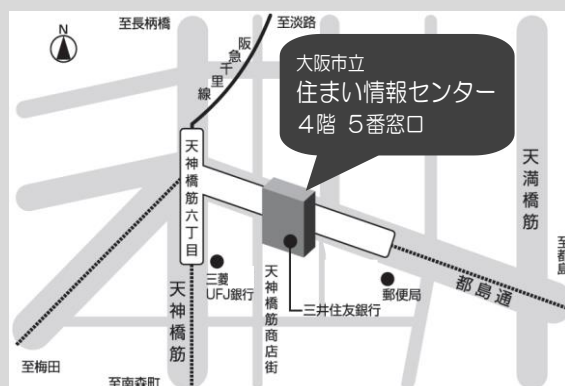 至長柄橋
至淡路
N
阪急千里線
大阪市立
住まい情報センター
4階 5番窓口
天神橋筋六丁目
天満橋筋
至都島
三菱
UFJ銀行
天神橋筋
天神橋筋商店街
三井住友銀行
郵便局
都島通
至梅田
至南森町